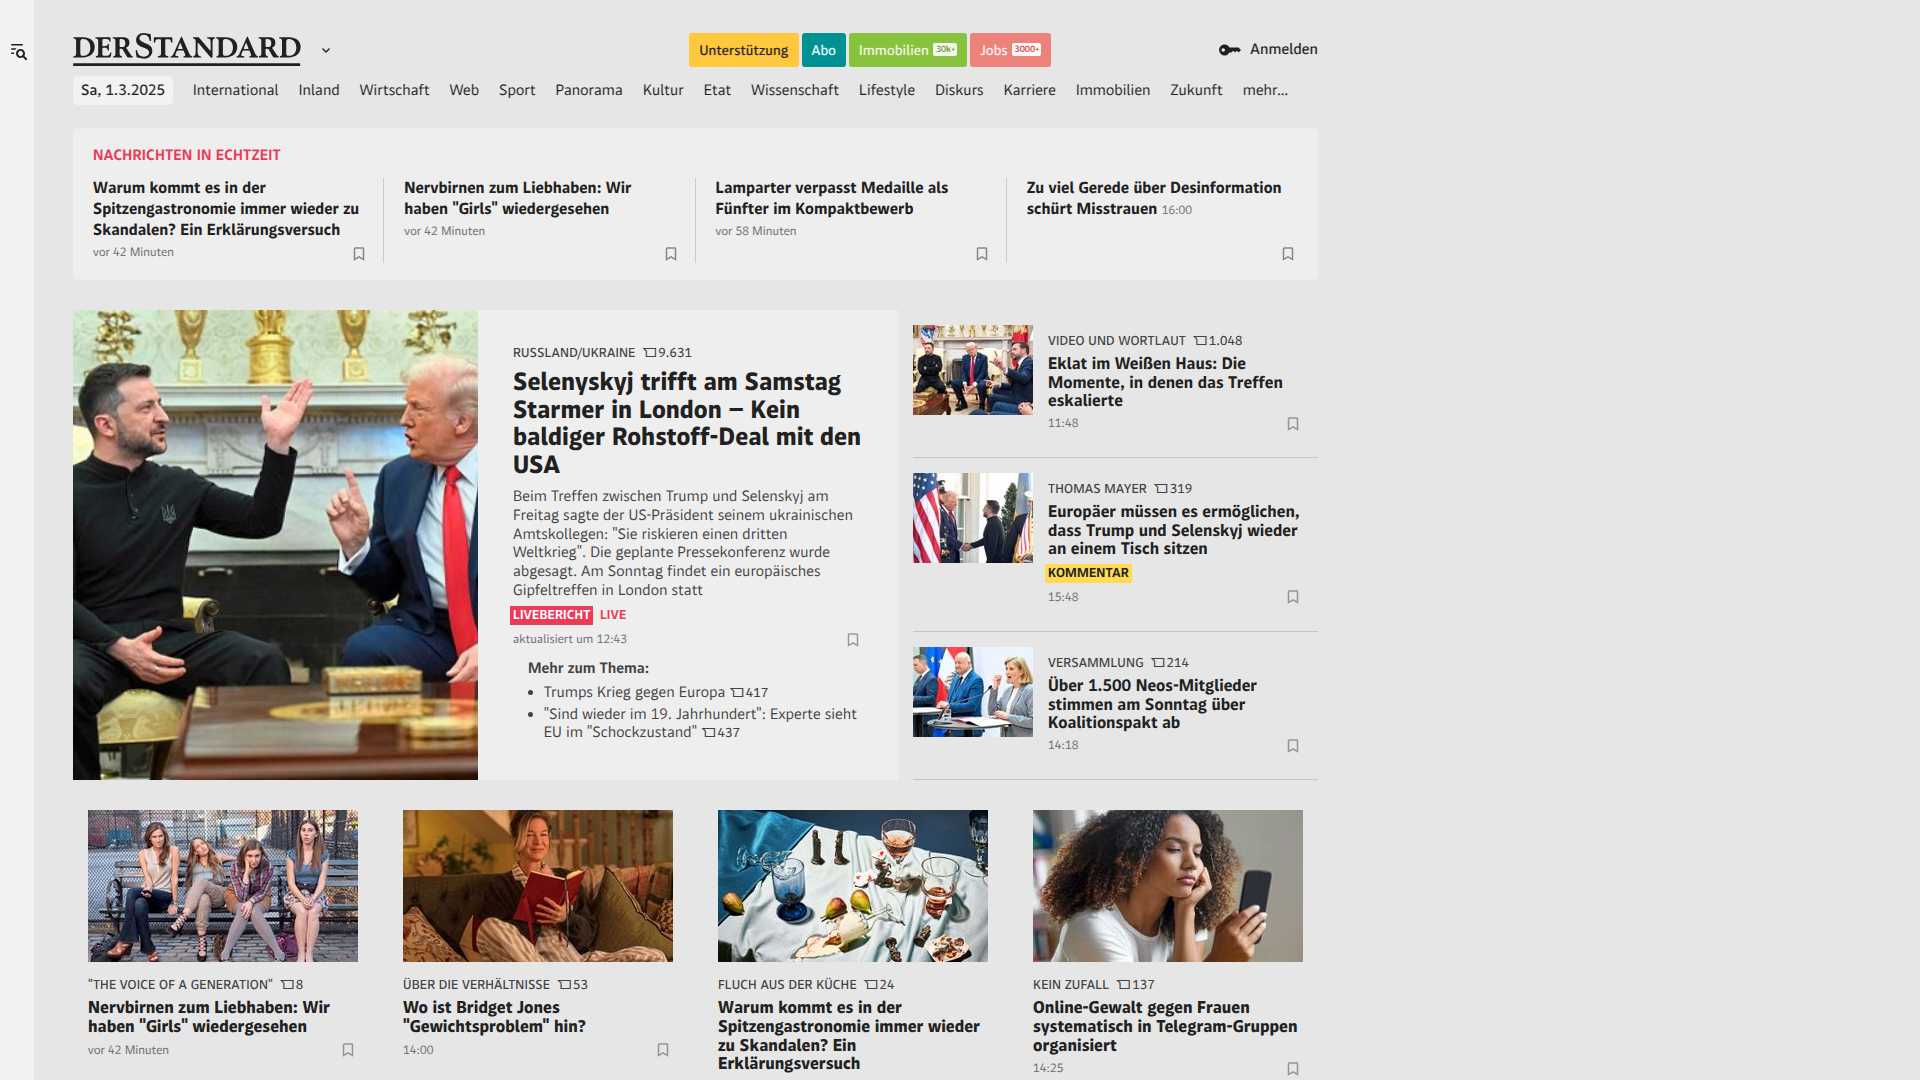 DERSTANDARD
Unterstützung
Abo
Immobilien 30k+
Jobs 3000+
Anmelden
Sa, 1.3.2025
International
Inland
Wirtschaft
Web
Sport
Panorama
Kultur
Etat
Wissenschaft
Lifestyle
Diskurs
Karriere
Immobilien
Zukunft
mehr...
NACHRICHTEN IN ECHTZEIT
Warum kommt es in der
Spitzengastronomie immer wieder zu
Skandalen? Ein Erklärungsversuch
vor 42 Minuten
Nervbirnen zum Liebhaben: Wir
haben "Girls" wiedergesehen
vor 42 Minuten
Lamparter verpasst Medaille als
Fünfter im Kompaktbewerb
vor 58 Minuten
Zu viel Gerede über Desinformation
schürt Misstrauen 16:00
RUSSLAND/UKRAINE 9.631
Selenyskyj trifft am Samstag
Starmer in London – Kein
baldiger Rohstoff-Deal mit den
USA
Beim Treffen zwischen Trump und Selenskyj am
Freitag sagte der US-Präsident seinem ukrainischen
Amtskollegen: "Sie riskieren einen dritten
Weltkrieg". Die geplante Pressekonferenz wurde
abgesagt. Am Sonntag findet ein europäisches
Gipfeltreffen in London statt
LIVEBERICHT LIVE
aktualisiert um 12:43
Mehr zum Thema:
• Trumps Krieg gegen Europa 417
• "Sind wieder im 19. Jahrhundert": Experte sieht
EU im "Schockzustand" 437
VIDEO UND WORTLAUT 1.048
Eklat im Weißen Haus: Die
Momente, in denen das Treffen
eskalierte
11:48
THOMAS MAYER 319
Europäer müssen es ermöglichen,
dass Trump und Selenskyj wieder
an einem Tisch sitzen
KOMMENTAR
15:48
VERSAMMLUNG 214
Über 1.500 Neos-Mitglieder
stimmen am Sonntag über
Koalitionspakt ab
14:18
"THE VOICE OF A GENERATION" 8
Nervbirnen zum Liebhaben: Wir
haben "Girls" wiedergesehen
vor 42 Minuten
ÜBER DIE VERHÄLTNISSE 53
Wo ist Bridget Jones
"Gewichtsproblem" hin?
14:00
FLUCH AUS DER KÜCHE 24
Warum kommt es in der
Spitzengastronomie immer wieder
zu Skandalen? Ein
Erklärungsversuch
KEIN ZUFALL 137
Online-Gewalt gegen Frauen
systematisch in Telegram-Gruppen
organisiert
14:25